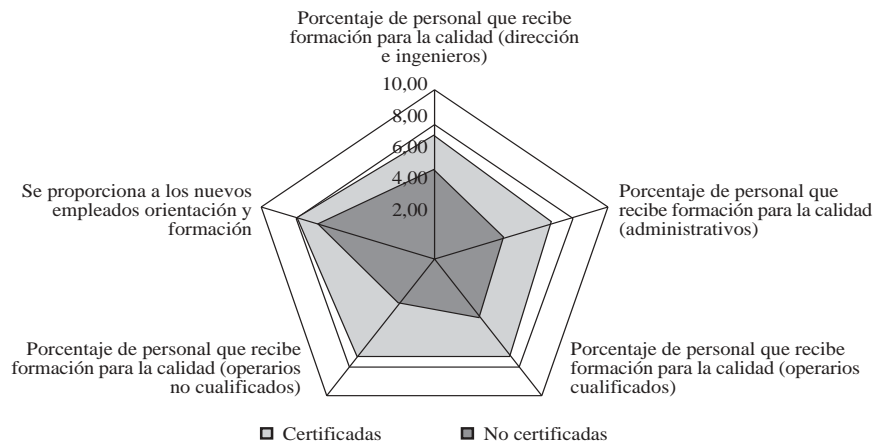 Porcentaje de personal que recibe
formación para la calidad (dirección
e ingenieros)
10,00
8,00
6,00
4,00
2,00
Se proporciona a los nuevos
empleados orientación y
formación
Porcentaje de personal que
recibe formación para la calidad
(administrativos)
Porcentaje de personal que recibe
formación para la calidad (operarios
no cualificados)
Porcentaje de personal que recibe
formación para la calidad (operarios
cualificados)
Certificadas
No certificadas